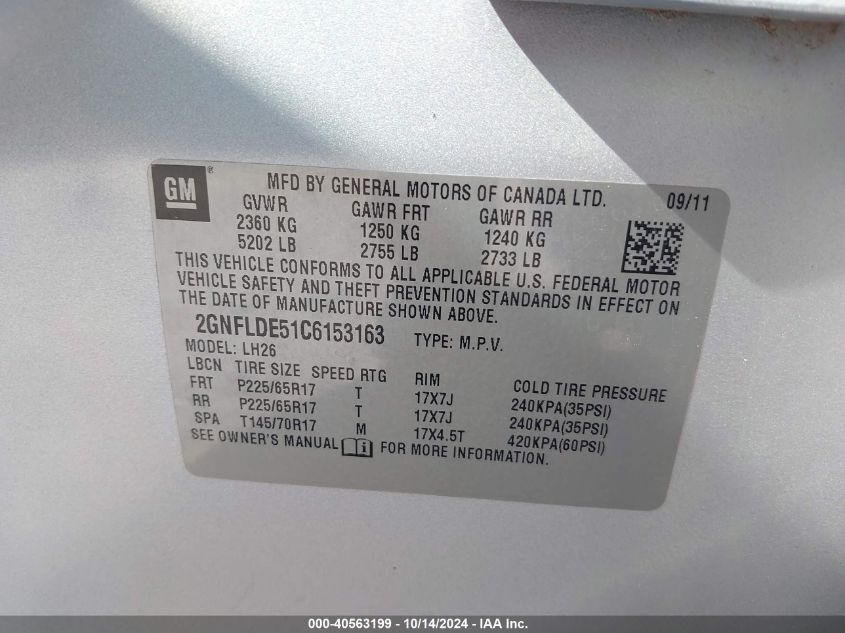 GM® MFD BY GENERAL MOTORS OF CANADA LTD. 09/11
GVWR GAWR FRT GAWR RR
2360 KG 1250 KG 1240 KG
5202 LB 2755 LB 2733 LB
THIS VEHICLE CONFORMS TO ALL APPLICABLE U.S. FEDERAL MOTOR
VEHICLE SAFETY AND THEFT PREVENTION STANDARDS IN EFFECT ON
THE DATE OF MANUFACTURE SHOWN ABOVE.
2GNFLDE51C6153163 TYPE: M.P.V.
MODEL: LH26
LBCN TIRE SIZE SPEED RTG RIM COLD TIRE PRESSURE
FRT P225/65R17 T 17X7J 240KPA(35PSI)
RR P225/65R17 T 17X7J 240KPA(35PSI)
SPA T145/70R17 M 17X4.5T 420KPA(60PSI)
SEE OWNER'S MANUAL FOR MORE INFORMATION.
000-40563199 - 10/14/2024 - IAA Inc.